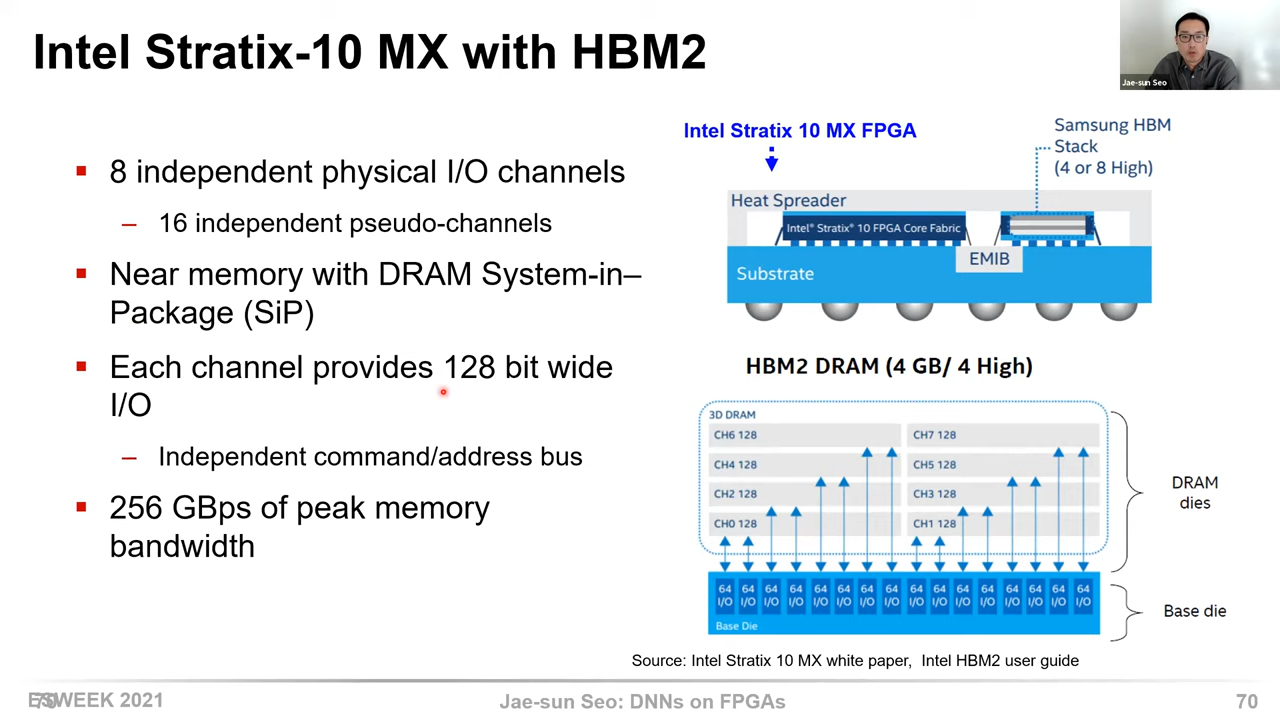 Intel Stratix-10 MX with HBM2
Jae-sun Seo
8 independent physical I/O channels
– 16 independent pseudo-channels
Near memory with DRAM System-in–
Package (SiP)
Each channel provides 128 bit wide
I/O
– Independent command/address bus
256 GBps of peak memory
bandwidth
Intel Stratix 10 MX FPGA
Samsung HBM
Stack
(4 or 8 High)
Heat Spreader
Intel® Stratix® 10 FPGA Core Fabric
EMIB
Substrate
HBM2 DRAM (4 GB/ 4 High)
3D DRAM
CH6 128
CH7 128
CH4 128
CH5 128
CH2 128
CH3 128
CH0 128
CH1 128
DRAM
dies
64 64 64 64 64 64 64 64 64 64 64 64 64 64 64 64
I/O I/O I/O I/O I/O I/O I/O I/O I/O I/O I/O I/O I/O I/O I/O I/O
Base Die
Base die
Source: Intel Stratix 10 MX white paper, Intel HBM2 user guide
ESWEEK 2021
70
Jae-sun Seo: DNNs on FPGAs
70